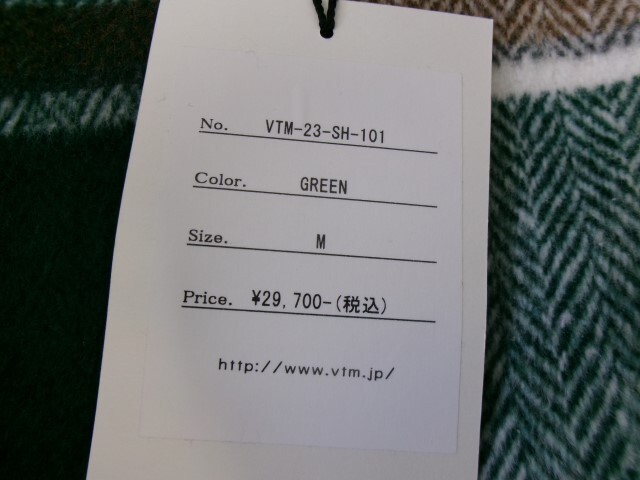 No. VTM-23-SH-101
Color. GREEN
Size. M
Price. ¥29,700-(税込)
http://www.vtm.jp/